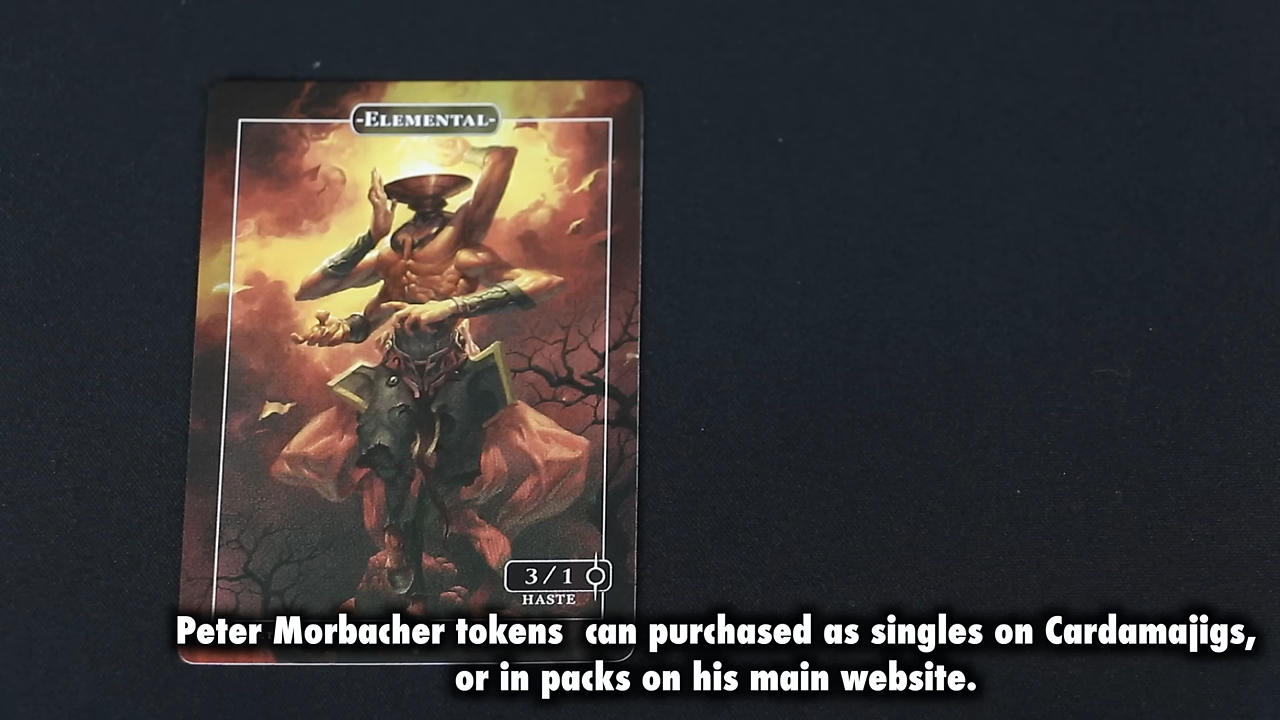 -ELEMENTAL-
3/1
HASTE
Peter Morbacher tokens can purchased as singles on Cardamajigs,
or in packs on his main website.